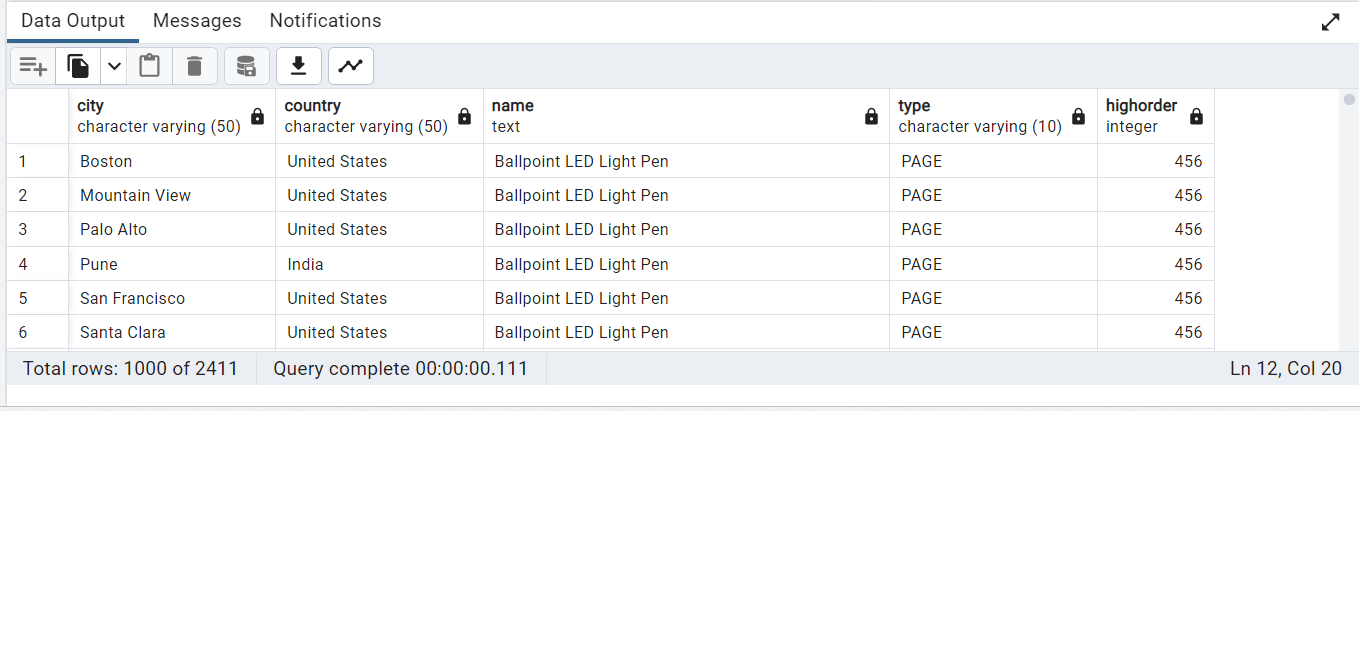 Data Output Messages Notifications
city country name type highorder
character varying (50) character varying (50) text character varying (10) integer
1 Boston United States Ballpoint LED Light Pen PAGE 456
2 Mountain View United States Ballpoint LED Light Pen PAGE 456
3 Palo Alto United States Ballpoint LED Light Pen PAGE 456
4 Pune India Ballpoint LED Light Pen PAGE 456
5 San Francisco United States Ballpoint LED Light Pen PAGE 456
6 Santa Clara United States Ballpoint LED Light Pen PAGE 456
Total rows: 1000 of 2411 Query complete 00:00:00.111 Ln 12, Col 20